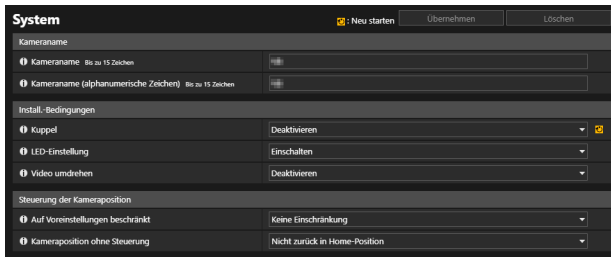 System : Neu starten Übernehmen Löschen
Kameraname
Kameraname Bis zu 15 Zeichen
Kameraname (alphanumerische Zeichen) Bis zu 15 Zeichen
Install.-Bedingungen
Kuppel Deaktivieren
LED-Einstellung Einschalten
Video umdrehen Deaktivieren
Steuerung der Kameraposition
Auf Voreinstellungen beschränkt Keine Einschränkung
Kameraposition ohne Steuerung Nicht zurück in Home-Position